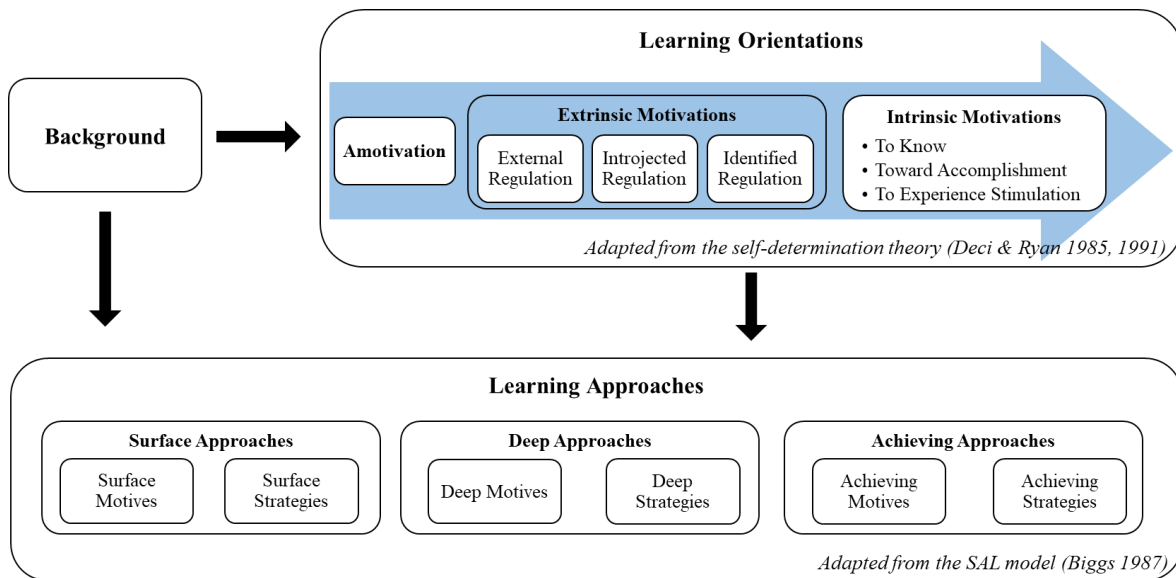 Learning Orientations
Background
Amotivation
Extrinsic Motivations
External
Regulation
Introjected
Regulation
Identified
Regulation
Intrinsic Motivations
• To Know
• Toward Accomplishment
• To Experience Stimulation
Adapted from the self-determination theory (Deci & Ryan 1985, 1991)
Learning Approaches
Surface Approaches
Surface
Motives
Surface
Strategies
Deep Approaches
Deep Motives
Deep
Strategies
Achieving Approaches
Achieving
Motives
Achieving
Strategies
Adapted from the SAL model (Biggs 1987)